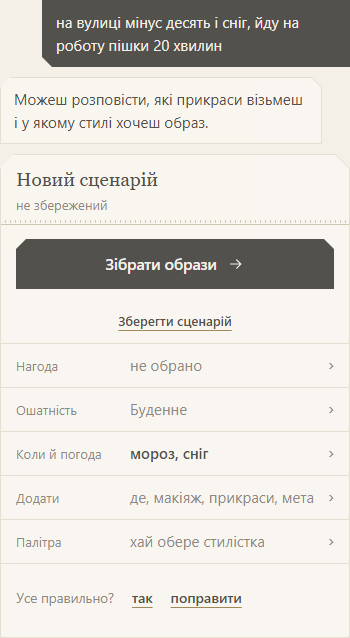 на вулиці мінус десять і сніг, йду на
роботу пішки 20 хвилин
Можеш розповісти, які прикраси візьмеш
і у якому стилі хочеш образ.
Новий сценарій
не збережений
Зібрати образи →
Зберегти сценарій
Нагода не обрано ›
Ошатність Буденне ›
Коли й погода мороз, сніг ›
Додати де, макіяж, прикраси, мета ›
Палітра хай обере стилістка ›
Усе правильно? так поправити